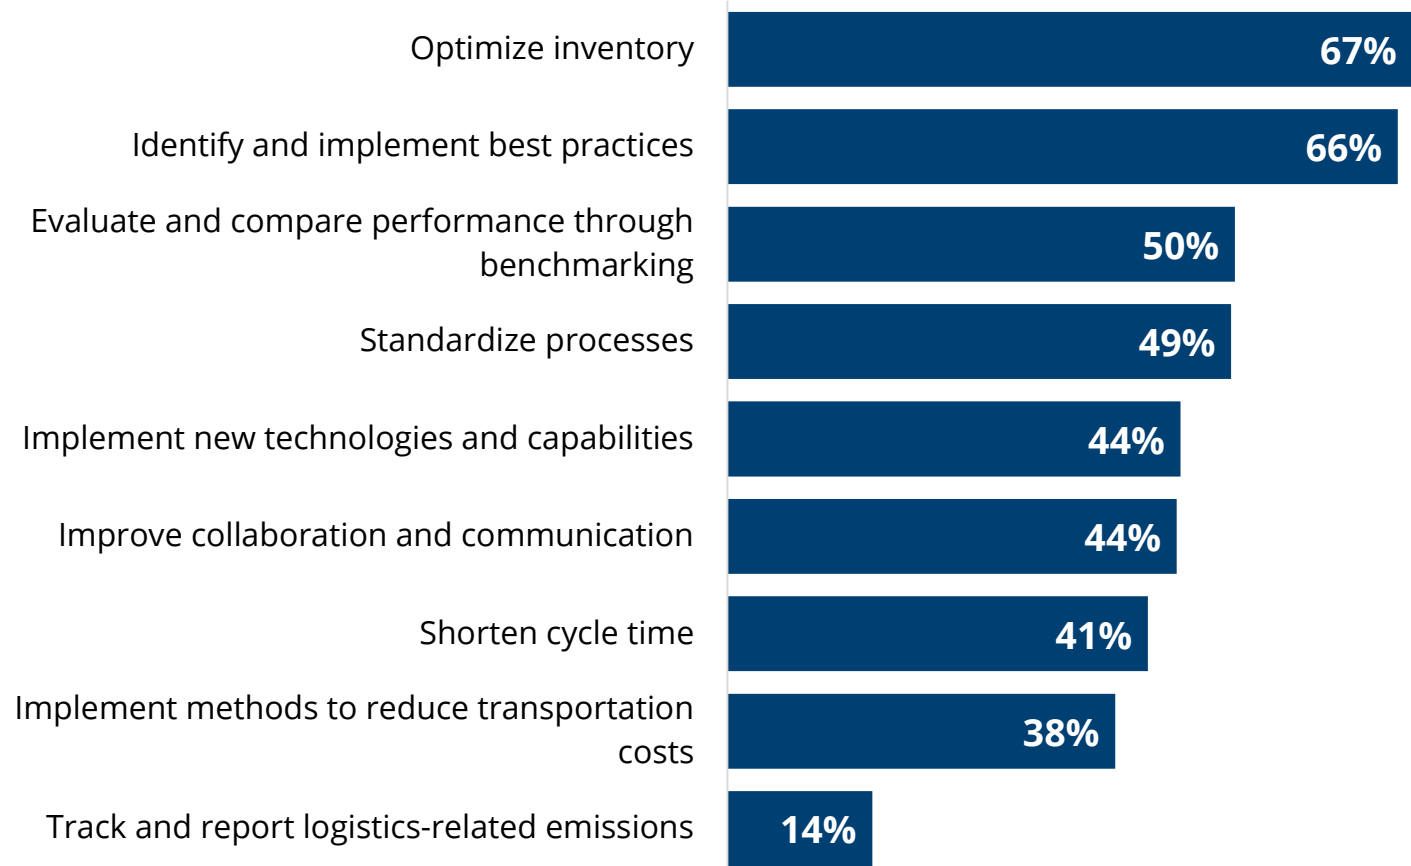 Optimize inventory 67%
Identify and implement best practices 66%
Evaluate and compare performance through
benchmarking 50%
Standardize processes 49%
Implement new technologies and capabilities 44%
Improve collaboration and communication 44%
Shorten cycle time 41%
Implement methods to reduce transportation
costs 38%
Track and report logistics-related emissions 14%